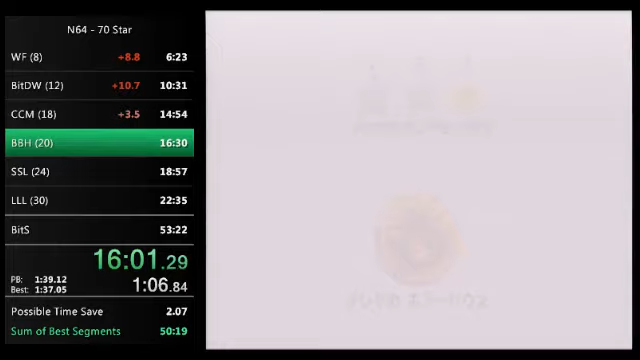 N64 - 70 Star
WF (8) +8.8 6:23
BitDW (12) +10.7 10:31
CCM (18) +3.5 14:54
BBH (20) 16:30
SSL (24) 18:57
LLL (30) 22:35
BitS 53:22
16:01.29
PB: 1:39.12
Best: 1:37.05
1:06.84
Possible Time Save 2.07
Sum of Best Segments 50:19